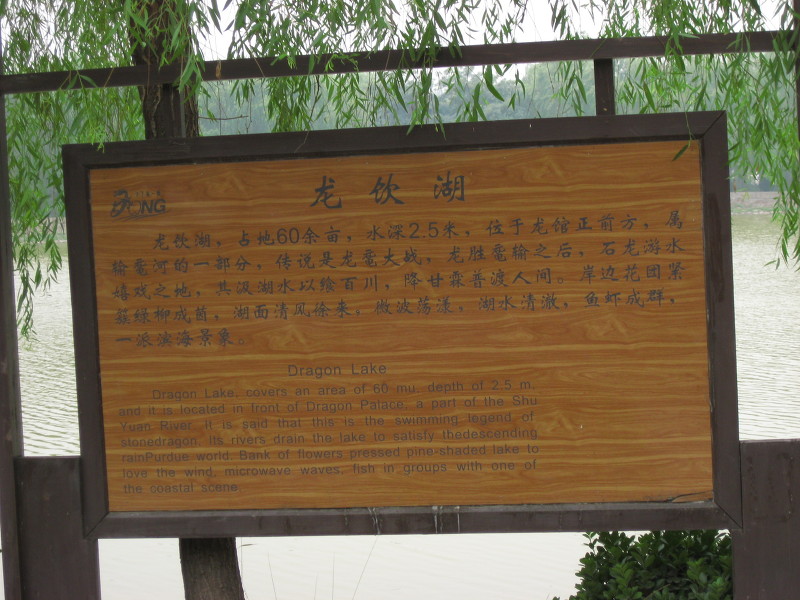 龙饮湖
龙饮湖，占地60余亩，水深2.5米，位于龙馆正前方，属
输鼋河的一部分，传说是龙鼋大战，龙胜鼋输之后，石龙游水
嬉戏之地，其汲湖水以绘百川，降甘霖普渡人间。岸边花团紧
簇绿柳成茵，湖面清风徐来，微波荡漾，湖水清澈，鱼虾成群，
一派滨海景象。
Dragon Lake
Dragon Lake, covers an area of 60 mu, depth of 2.5 m,
and it is located in front of Dragon Palace, a part of the Shu
Yuan River. It is said that this is the swimming legend of
stonedragon, its rivers drain the lake to satisfy thedescending
rainPurdue world. Bank of flowers pressed pine-shaded lake to
love the wind, microwave waves, fish in groups with one of
the coastal scene.